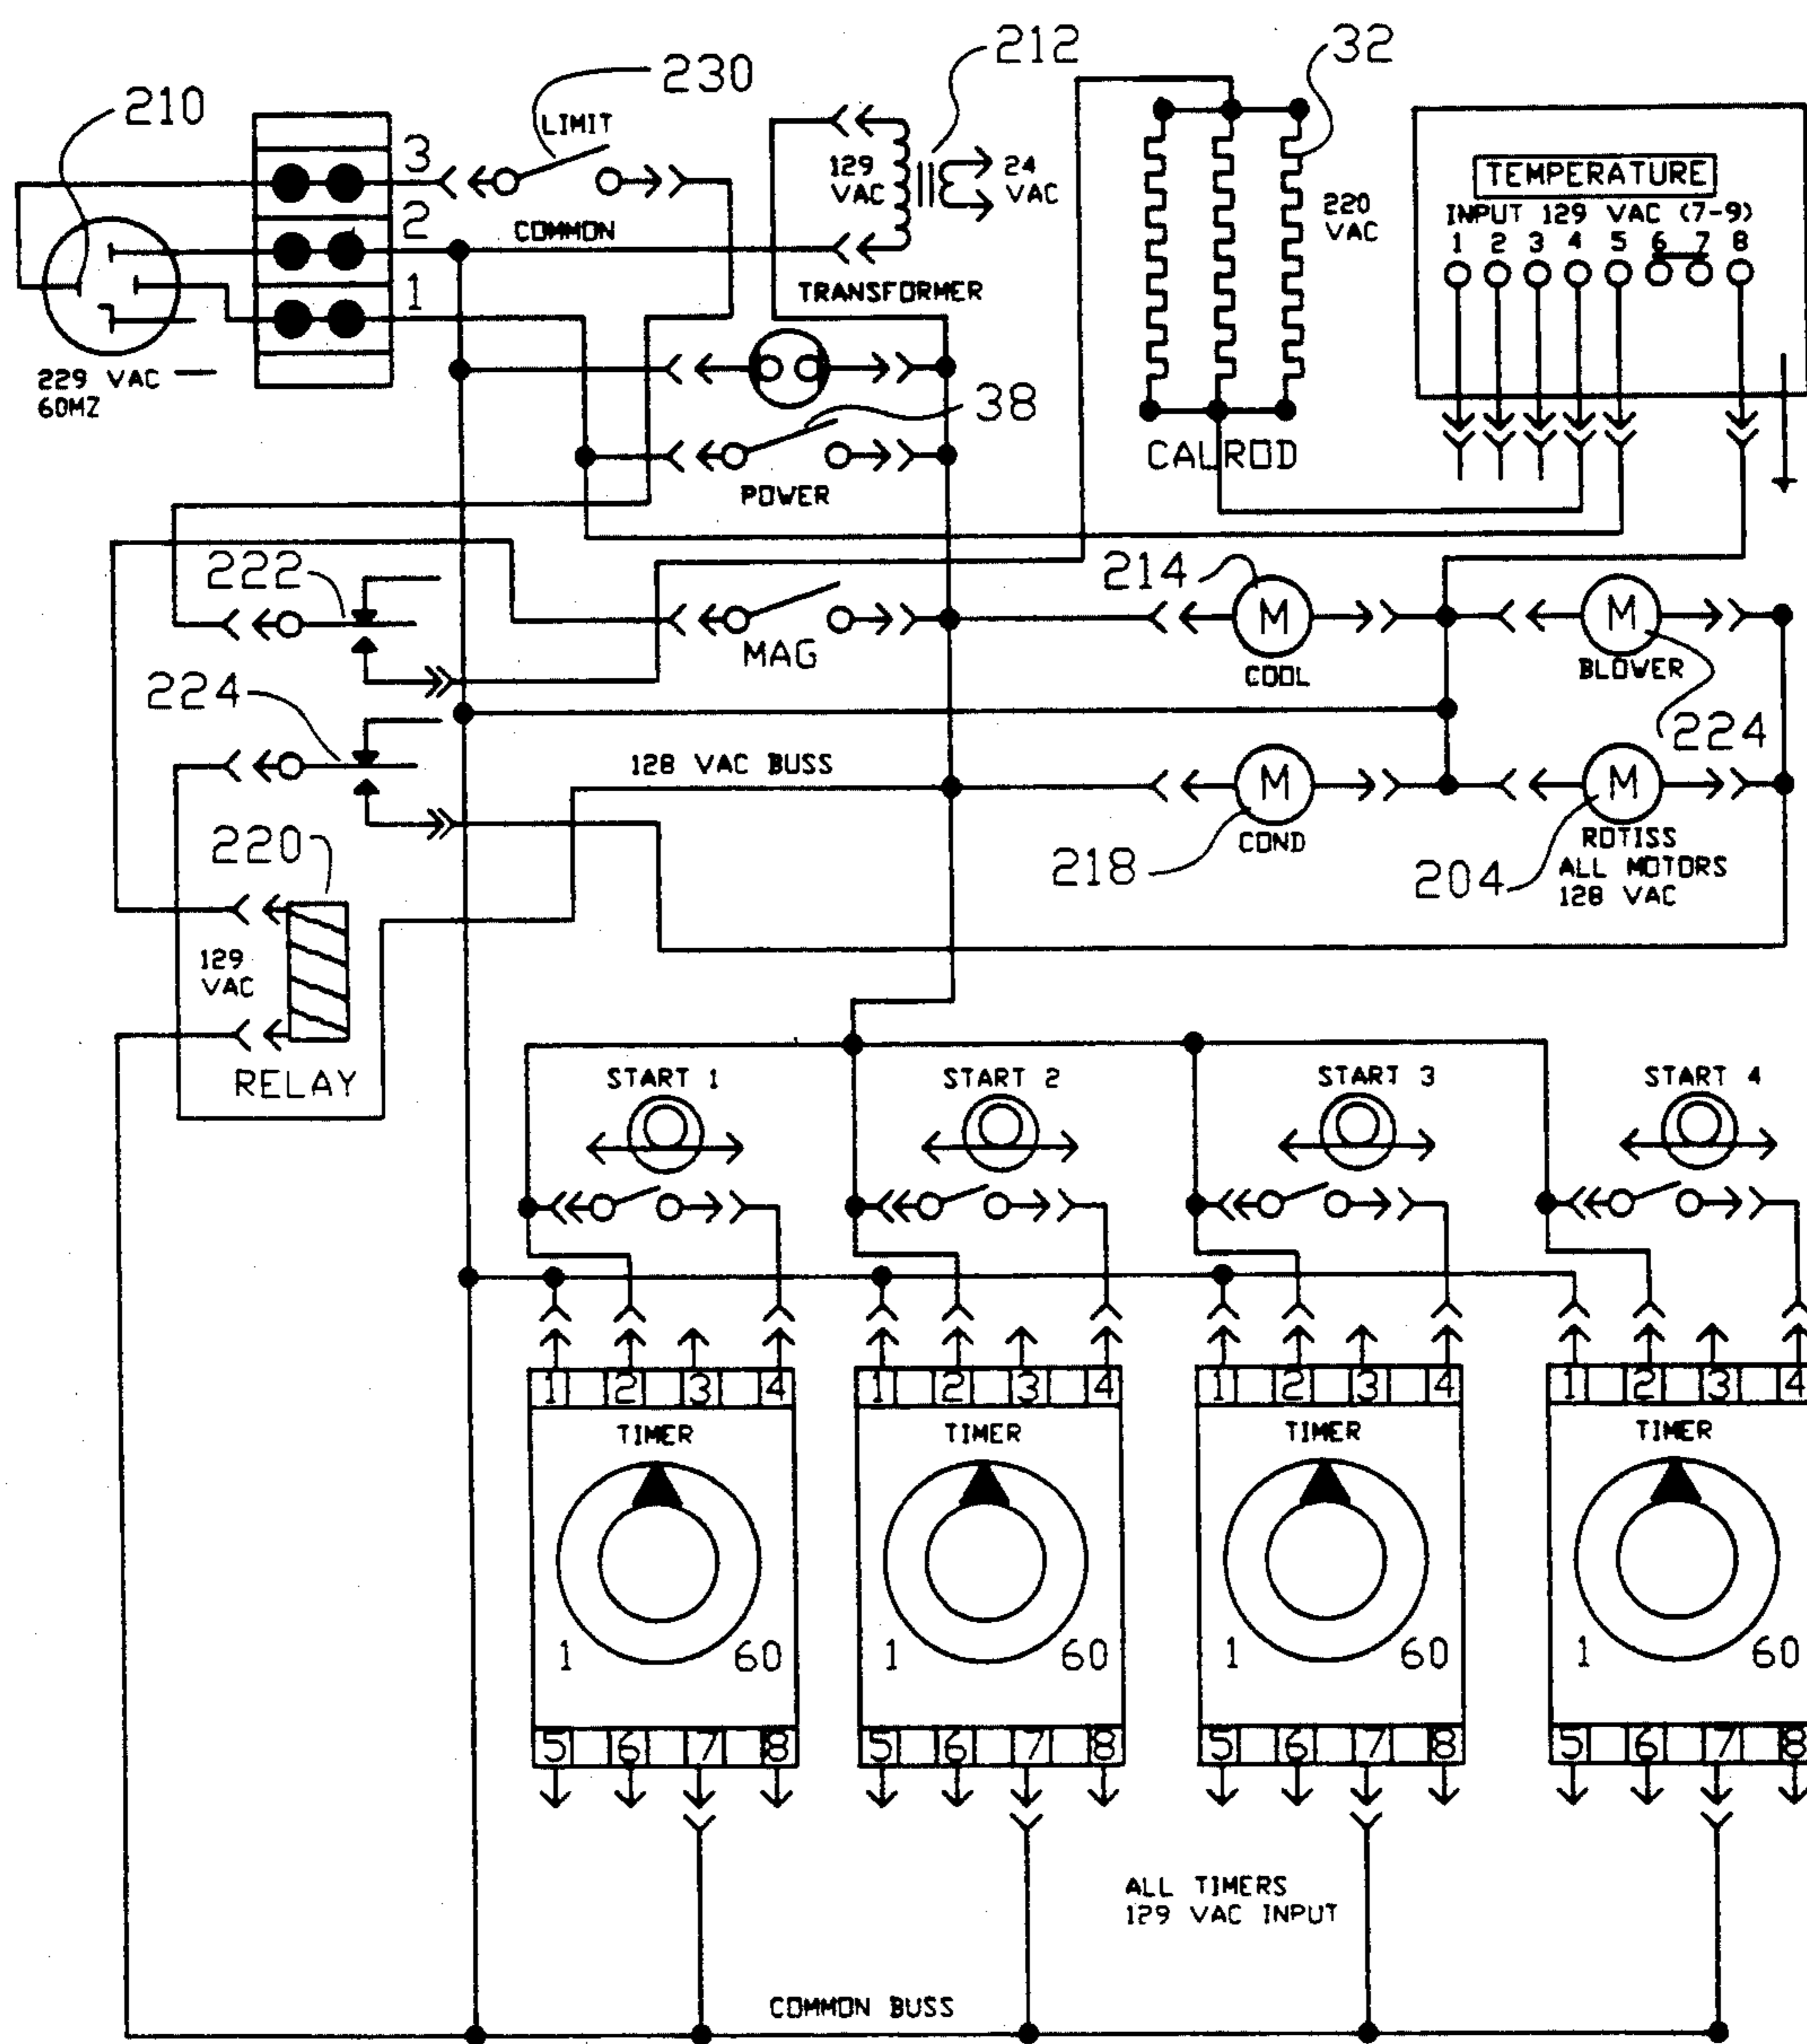 210
230
LIMIT
212
32
3
2
1
COMMON
129
VAC
24
VAC
TRANSFORMER
220
VAC
TEMPERATURE
INPUT 129 VAC (7-9)
1 2 3 4 5 6 7 8
229 VAC
60MZ
38
POWER
CALROD
222
MAG
214
M
COOL
M
BLOWER
224
224
128 VAC BUSS
M
COND
218
M
ROTISS
ALL MOTORS
128 VAC
204
220
129
VAC
RELAY
START 1
START 2
START 3
START 4
1 2 3 4
1 2 3 4
1 2 3 4
1 2 3 4
TIMER
TIMER
TIMER
TIMER
1 60
1 60
1 60
1 60
5 6 7 8
5 6 7 8
5 6 7 8
5 6 7 8
ALL TIMERS
129 VAC INPUT
COMMON BUSS